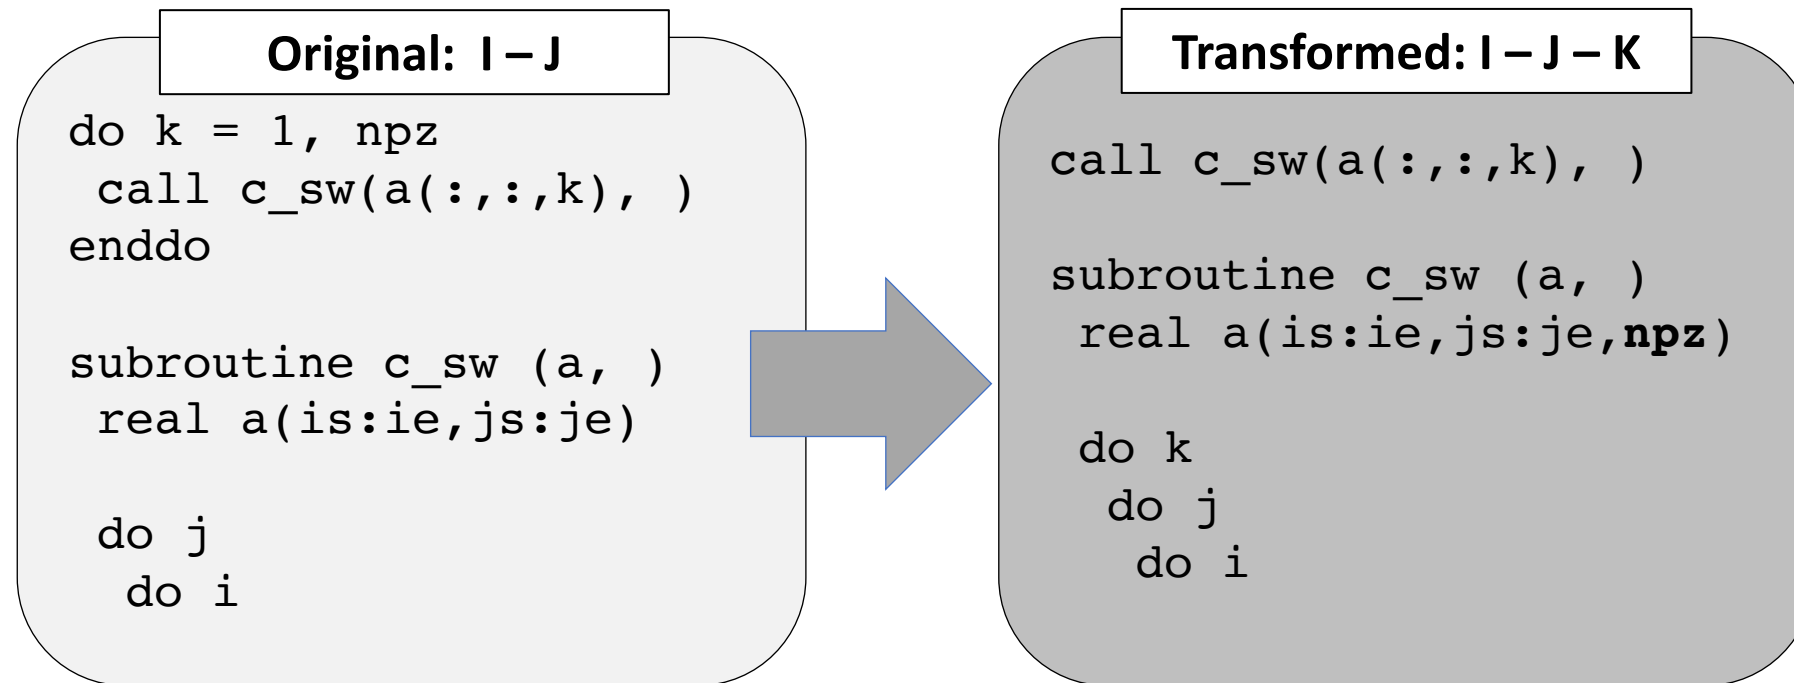 Original: I – J
do k = 1, npz
call c_sw(a(:,:,k), )
enddo
subroutine c_sw (a, )
real a(is:ie,js:je)
do j
do i
Transformed: I – J – K
call c_sw(a(:,:,k), )
subroutine c_sw (a, )
real a(is:ie,js:je,npz)
do k
do j
do i